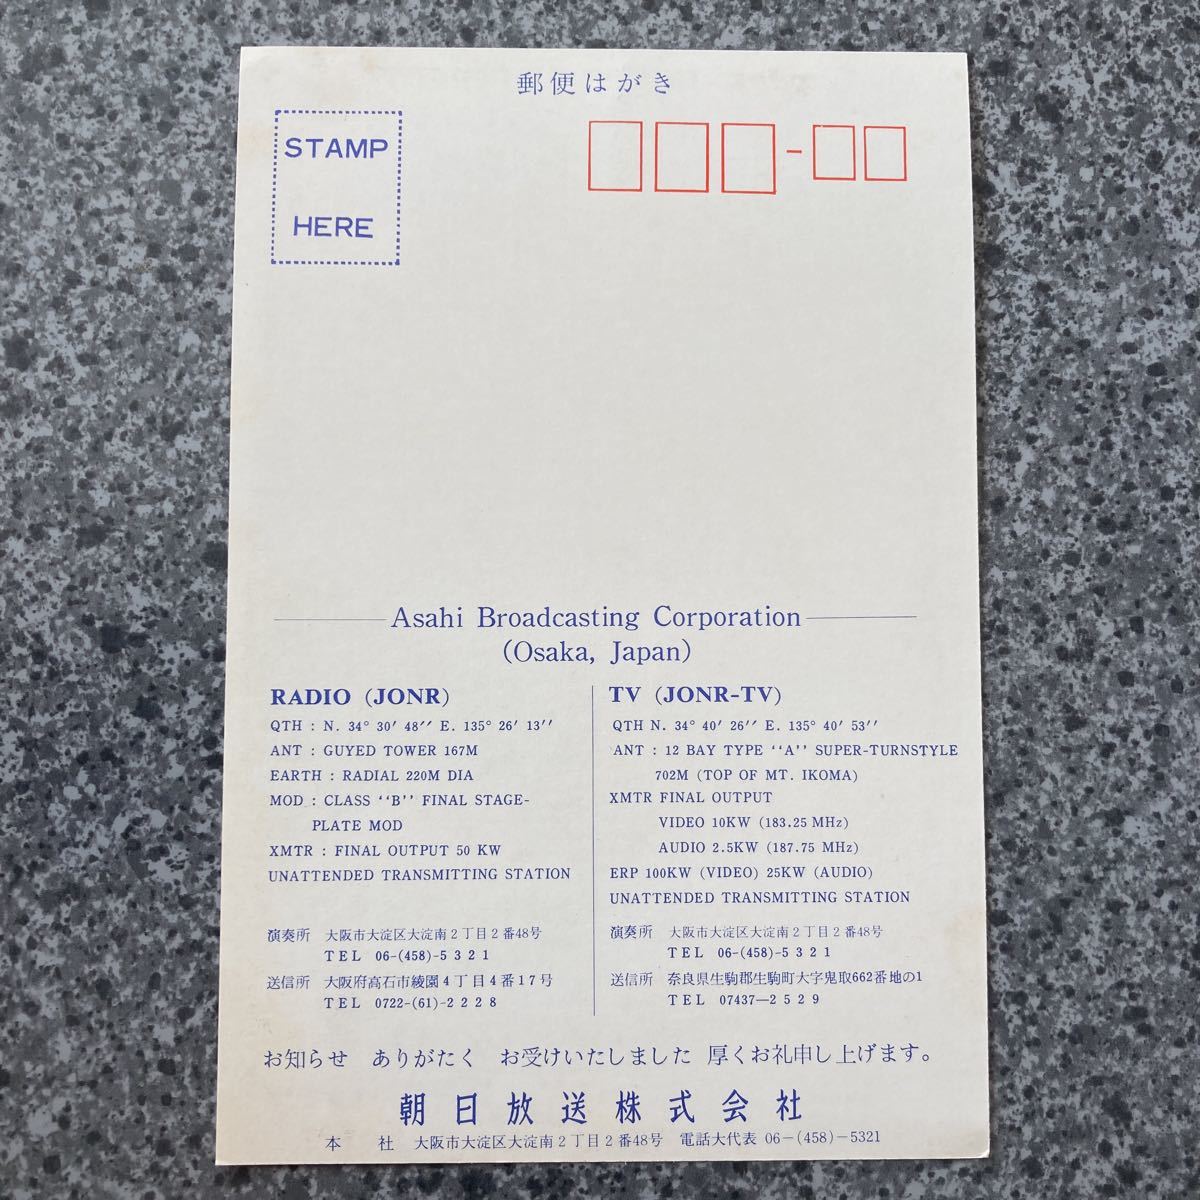 郵便はがき
STAMP
HERE
Asahi Broadcasting Corporation
(Osaka, Japan)
RADIO (JONR)
QTH : N. 34° 30′ 48″ E. 135° 26′ 13″
ANT : GUYED TOWER 167M
EARTH : RADIAL 220M DIA
MOD : CLASS “B” FINAL STAGE-
PLATE MOD
XMTR : FINAL OUTPUT 50 KW
UNATTENDED TRANSMITTING STATION
演奏所 大阪市大淀区大淀南2丁目2番48号
TEL 06-(458)-5321
送信所 大阪府高石市綾園4丁目4番17号
TEL 0722-(61)-2228
TV (JONR-TV)
QTH N. 34° 40′ 26″ E. 135° 40′ 53″
ANT : 12 BAY TYPE “A” SUPER-TURNSTYLE
702M (TOP OF MT. IKOMA)
XMTR FINAL OUTPUT
VIDEO 10KW (183.25 MHz)
AUDIO 2.5KW (187.75 MHz)
ERP 100KW (VIDEO) 25KW (AUDIO)
UNATTENDED TRANSMITTING STATION
演奏所 大阪市大淀区大淀南2丁目2番48号
TEL 06-(458)-5321
送信所 奈良県生駒郡生駒町大字鬼取662番地の1
TEL 07437—2529
お知らせ ありがたく お受けいたしました 厚くお礼申し上げます。
朝日放送株式会社
本社 大阪市大淀区大淀南2丁目2番48号 電話大代表 06-(458)-5321